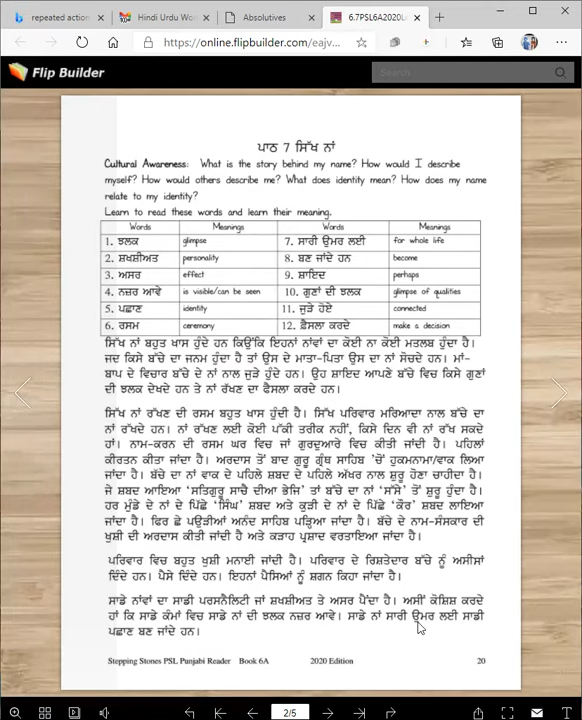 repeated action
Hindi Urdu Wo
Absolutives
6.7PSL6A2020L
https://online.flipbuilder.com/eajv...
Flip Builder
Search
ਪਾਠ 7 ਸਿੱਖ ਨਾਂ
Cultural Awareness: What is the story behind my name? How would I describe
myself? How would others describe me? What does identity mean? How does my name
relate to my identity?
Learn to read these words and learn their meaning.
Words Meanings Words Meanings
1. ਝਲਕ glimpse 7. ਸਾਰੀ ਉਮਰ ਲਈ for whole life
2. ਸ਼ਖਸ਼ੀਅਤ personality 8. ਬਣ ਜਾਂਦੇ ਹਨ become
3. ਅਸਰ effect 9. ਸ਼ਾਇਦ perhaps
4. ਨਜ਼ਰ ਆਵੇ is visible/can be seen 10. ਗੁਣਾਂ ਦੀ ਝਲਕ glimpse of qualities
5. ਪਛਾਣ identity 11. ਜੁੜੇ ਹੋਏ connected
6. ਰਸਮ ceremony 12. ਫ਼ੈਸਲਾ ਕਰਦੇ make a decision
ਸਿੱਖ ਨਾਂ ਬਹੁਤ ਖਾਸ ਹੁੰਦੇ ਹਨ ਕਿਉਂਕਿ ਇਹਨਾਂ ਨਾਂਵਾਂ ਦਾ ਕੋਈ ਨਾ ਕੋਈ ਮਤਲਬ ਹੁੰਦਾ ਹੈ।
ਜਦ ਕਿਸੇ ਬੱਚੇ ਦਾ ਜਨਮ ਹੁੰਦਾ ਹੈ ਤਾਂ ਉਸ ਦੇ ਮਾਤਾ-ਪਿਤਾ ਉਸ ਦਾ ਨਾਂ ਸੋਚਦੇ ਹਨ। ਮਾਂ-
ਬਾਪ ਦੇ ਵਿਚਾਰ ਬੱਚੇ ਦੇ ਨਾਂ ਨਾਲ ਜੁੜੇ ਹੁੰਦੇ ਹਨ। ਉਹ ਸ਼ਾਇਦ ਆਪਣੇ ਬੱਚੇ ਵਿਚ ਕਿਸੇ ਗੁਣਾਂ
ਦੀ ਝਲਕ ਦੇਖਦੇ ਹਨ ਤੇ ਨਾਂ ਰੱਖਣ ਦਾ ਫੈਸਲਾ ਕਰਦੇ ਹਨ।
ਸਿੱਖ ਨਾਂ ਰੱਖਣ ਦੀ ਰਸਮ ਬਹੁਤ ਖਾਸ ਹੁੰਦੀ ਹੈ। ਸਿੱਖ ਪਰਿਵਾਰ ਮਰਿਆਦਾ ਨਾਲ ਬੱਚੇ ਦਾ
ਨਾਂ ਰੱਖਦੇ ਹਨ। ਨਾਂ ਰੱਖਣ ਲਈ ਕੋਈ ਪੱਕੀ ਤਰੀਕ ਨਹੀਂ, ਕਿਸੇ ਦਿਨ ਵੀ ਨਾਂ ਰੱਖ ਸਕਦੇ
ਹਾਂ। ਨਾਮ-ਕਰਨ ਦੀ ਰਸਮ ਘਰ ਵਿਚ ਜਾਂ ਗੁਰਦੁਆਰੇ ਵਿਚ ਕੀਤੀ ਜਾਂਦੀ ਹੈ। ਪਹਿਲਾਂ
ਕੀਰਤਨ ਕੀਤਾ ਜਾਂਦਾ ਹੈ। ਅਰਦਾਸ ਤੋਂ ਬਾਦ ਗੁਰੂ ਗ੍ਰੰਥ ਸਾਹਿਬ 'ਚੋਂ ਹੁਕਮਨਾਮਾ/ਵਾਕ ਲਿਆ
ਜਾਂਦਾ ਹੈ। ਬੱਚੇ ਦਾ ਨਾਂ ਵਾਕ ਦੇ ਪਹਿਲੇ ਸ਼ਬਦ ਦੇ ਪਹਿਲੇ ਅੱਖਰ ਨਾਲ ਸ਼ੁਰੂ ਹੋਣਾ ਚਾਹੀਦਾ ਹੈ।
ਜੇ ਸ਼ਬਦ ਆਇਆ 'ਸਤਿਗੁਰੂ ਸਾਚੈ ਦੀਆ ਭੇਜਿ' ਤਾਂ ਬੱਚੇ ਦਾ ਨਾਂ 'ਸੱਸੇ' ਤੋਂ ਸ਼ੁਰੂ ਹੁੰਦਾ ਹੈ।
ਹਰ ਮੁੰਡੇ ਦੇ ਨਾਂ ਦੇ ਪਿੱਛੇ 'ਸਿੰਘ' ਸ਼ਬਦ ਅਤੇ ਕੁੜੀ ਦੇ ਨਾਂ ਦੇ ਪਿੱਛੇ 'ਕੌਰ' ਸ਼ਬਦ ਲਾਇਆ
ਜਾਂਦਾ ਹੈ। ਫਿਰ ਛੇ ਪਉੜੀਆਂ ਅਨੰਦ ਸਾਹਿਬ ਪੜ੍ਹਿਆ ਜਾਂਦਾ ਹੈ। ਬੱਚੇ ਦੇ ਨਾਮ-ਸੰਸਕਾਰ ਦੀ
ਖੁਸ਼ੀ ਦੀ ਅਰਦਾਸ ਕੀਤੀ ਜਾਂਦੀ ਹੈ ਅਤੇ ਕੜਾਹ ਪ੍ਰਸ਼ਾਦ ਵਰਤਾਇਆ ਜਾਂਦਾ ਹੈ।
ਪਰਿਵਾਰ ਵਿਚ ਬਹੁਤ ਖੁਸ਼ੀ ਮਨਾਈ ਜਾਂਦੀ ਹੈ। ਪਰਿਵਾਰ ਦੇ ਰਿਸ਼ਤੇਦਾਰ ਬੱਚੇ ਨੂੰ ਅਸੀਸਾਂ
ਦਿੰਦੇ ਹਨ। ਪੈਸੇ ਦਿੰਦੇ ਹਨ। ਇਹਨਾਂ ਪੈਸਿਆਂ ਨੂੰ ਸ਼ਗਨ ਕਿਹਾ ਜਾਂਦਾ ਹੈ।
ਸਾਡੇ ਨਾਂਵਾਂ ਦਾ ਸਾਡੀ ਪਰਸਨੈਲਿਟੀ ਜਾਂ ਸ਼ਖਸ਼ੀਅਤ ਤੇ ਅਸਰ ਪੈਂਦਾ ਹੈ। ਅਸੀਂ ਕੋਸ਼ਿਸ਼ ਕਰਦੇ
ਹਾਂ ਕਿ ਸਾਡੇ ਕੰਮਾਂ ਵਿਚ ਸਾਡੇ ਨਾਂ ਦੀ ਝਲਕ ਨਜ਼ਰ ਆਵੇ। ਸਾਡੇ ਨਾਂ ਸਾਰੀ ਉਮਰ ਲਈ ਸਾਡੀ
ਪਛਾਣ ਬਣ ਜਾਂਦੇ ਹਨ।
Stepping Stones PSL Punjabi Reader Book 6A 2020 Edition 20
2/5